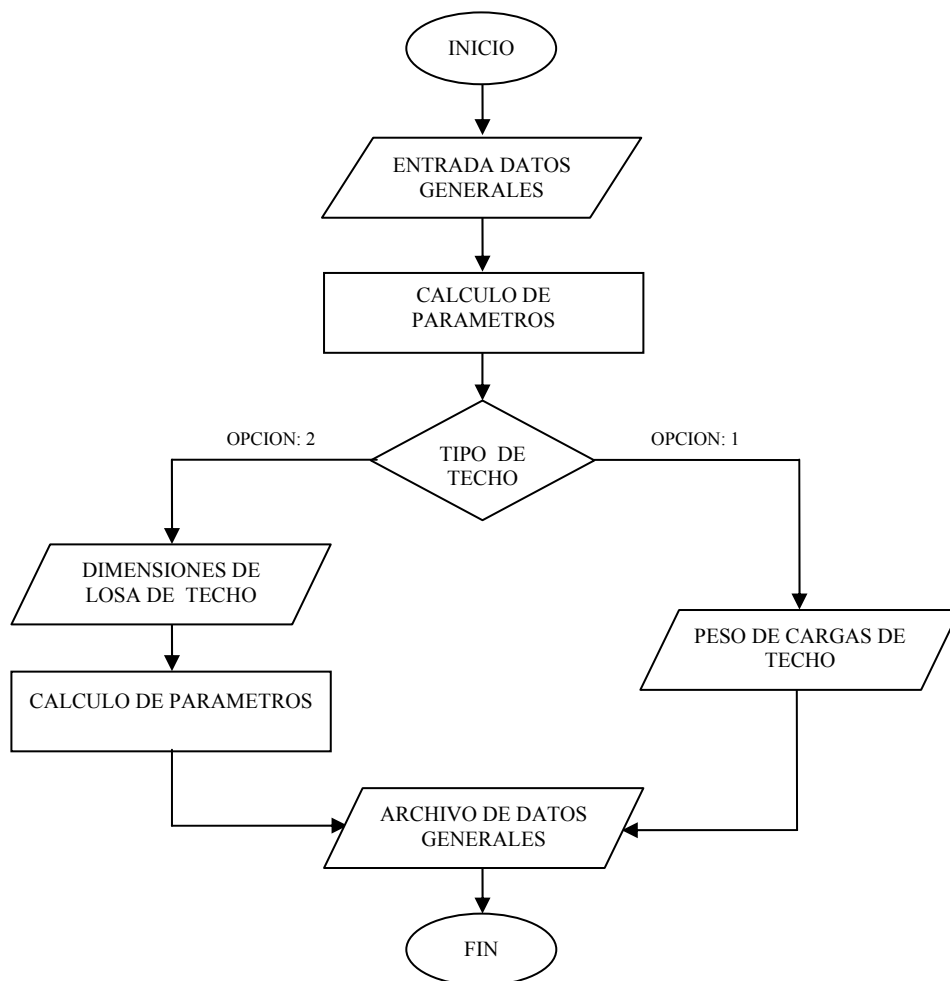 INICIO
ENTRADA DATOS
GENERALES
CALCULO DE
PARAMETROS
OPCION: 2
OPCION: 1
TIPO DE
TECHO
DIMENSIONES DE
LOSA DE TECHO
PESO DE CARGAS DE
TECHO
CALCULO DE PARAMETROS
ARCHIVO DE DATOS
GENERALES
FIN